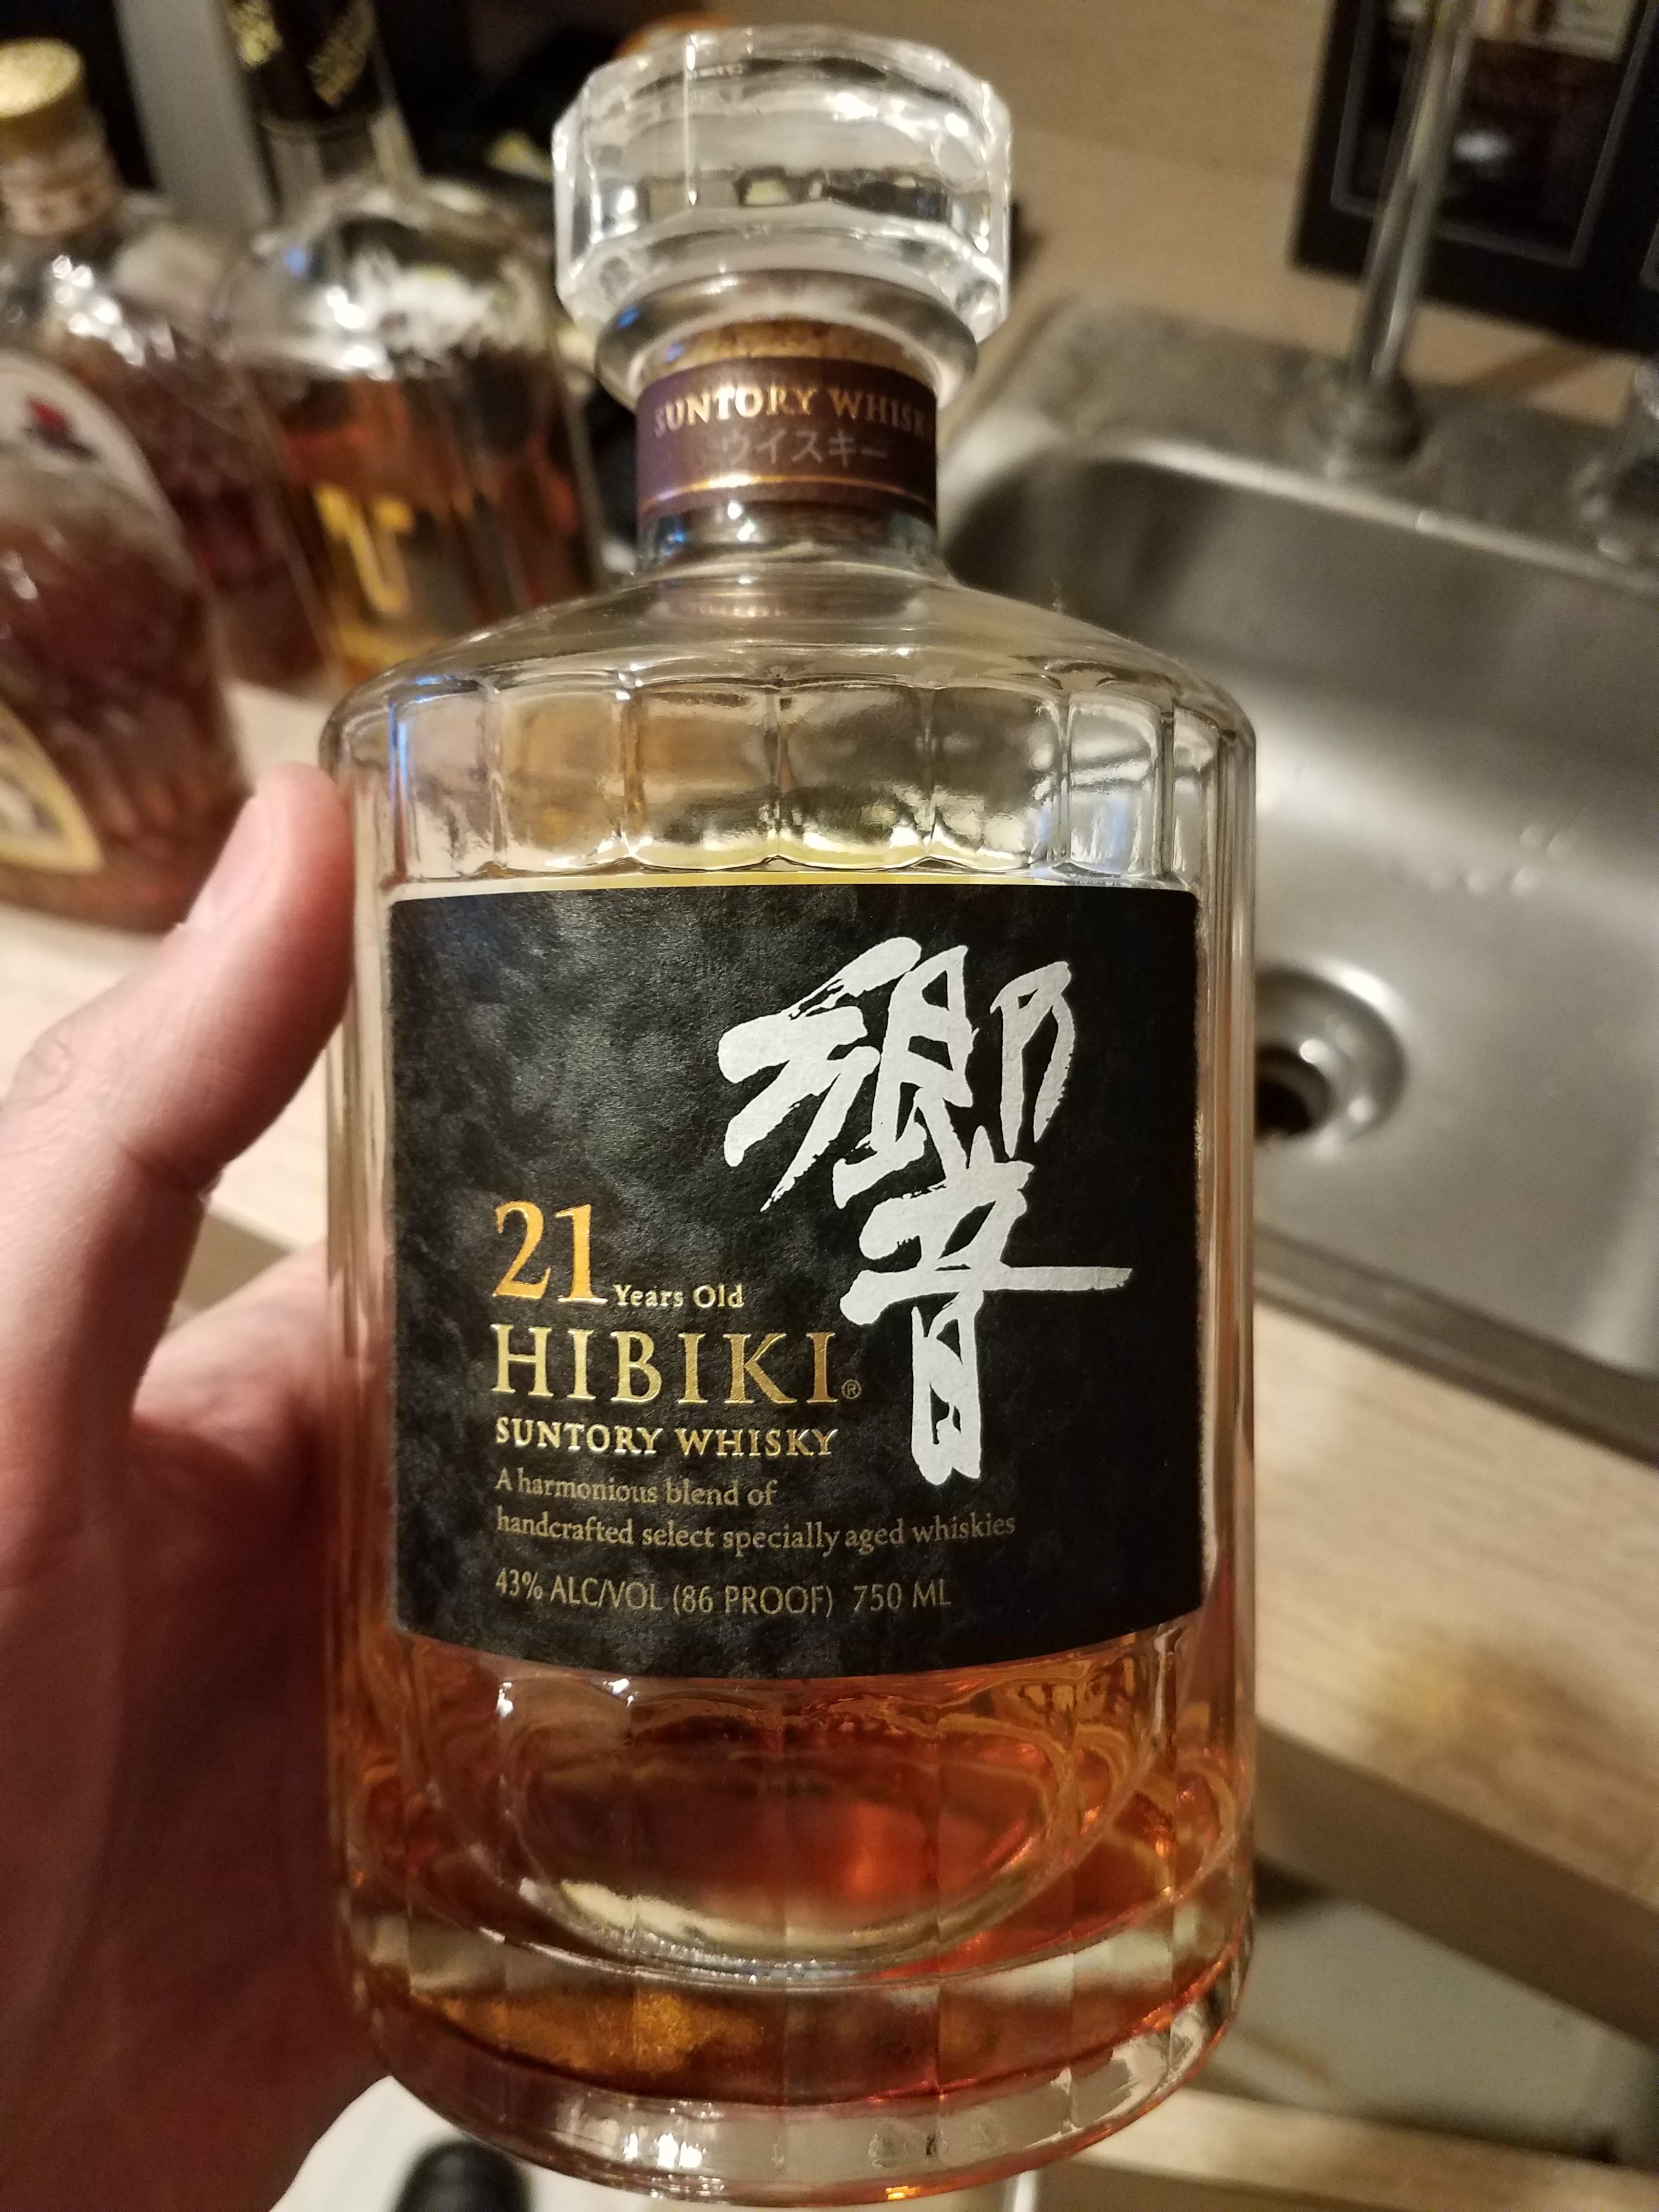 SUNTORY WHISK
ウイスキー
響
21 Years Old
HIBIKI®
SUNTORY WHISKY
A harmonious blend of
handcrafted select specially aged whiskies
43% ALC/VOL (86 PROOF) 750 ML